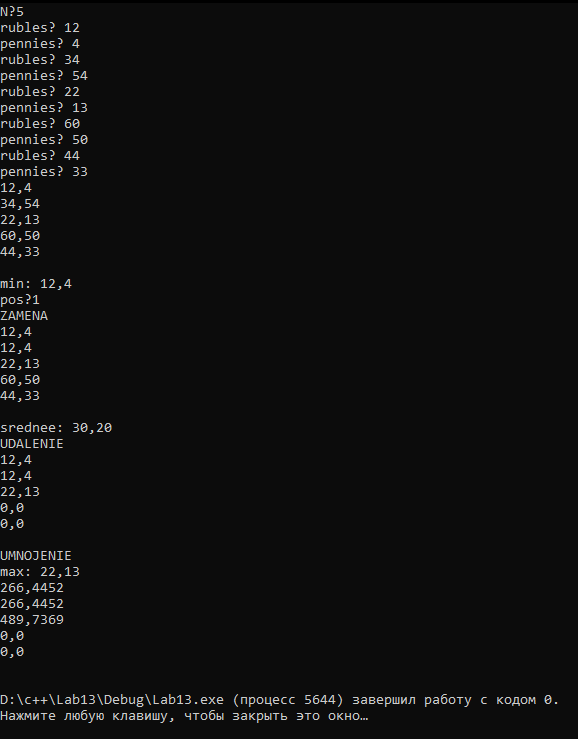 N?5
rubles? 12
pennies? 4
rubles? 34
pennies? 54
rubles? 22
pennies? 13
rubles? 60
pennies? 50
rubles? 44
pennies? 33
12,4
34,54
22,13
60,50
44,33
min: 12,4
pos?1
ZAMENA
12,4
12,4
22,13
60,50
44,33
srednee: 30,20
UDALENIE
12,4
12,4
22,13
0,0
0,0
UMNOJENIE
max: 22,13
266,4452
266,4452
489,7369
0,0
0,0
D:\c++\Lab13\Debug\Lab13.exe (процесс 5644) завершил работу с кодом 0.
Нажмите любую клавишу, чтобы закрыть это окно…